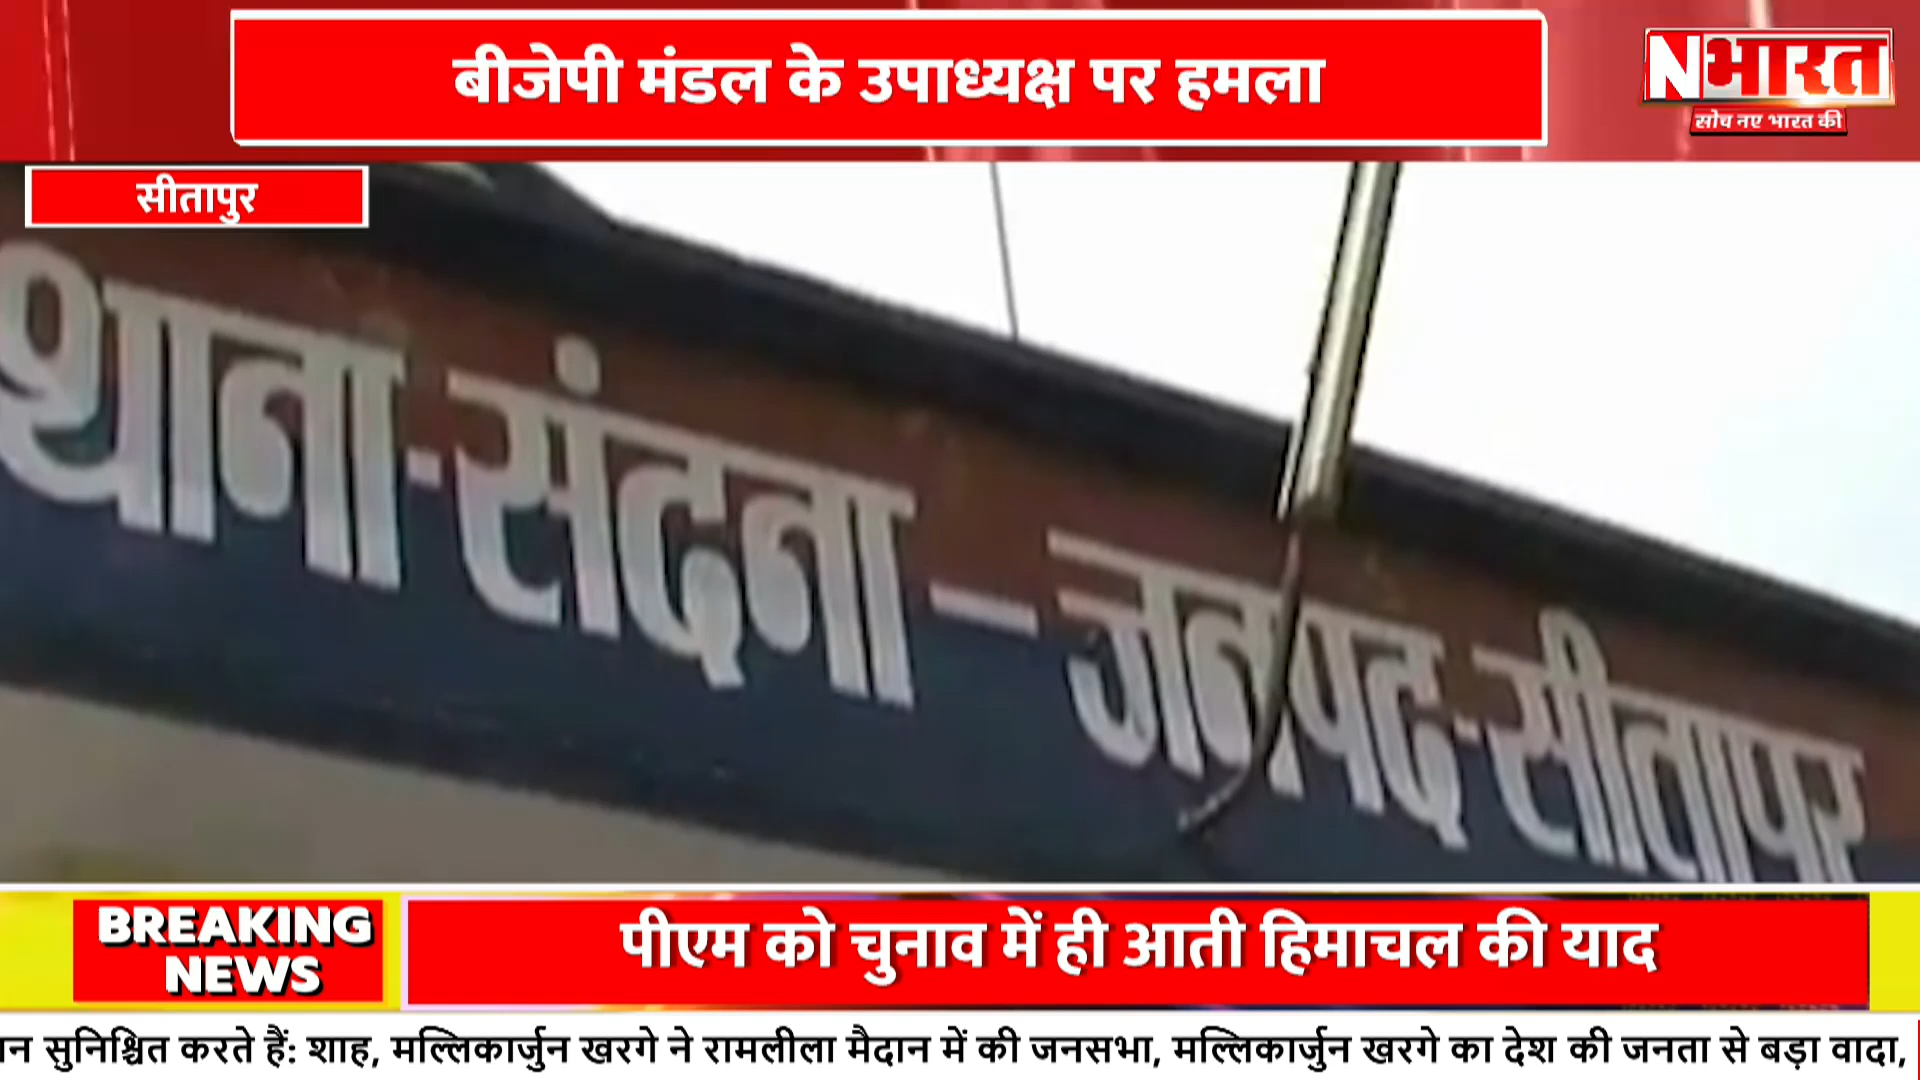 बीजेपी मंडल के उपाध्यक्ष पर हमला
Nभारत
सोच नए भारत की
सीतापुर
थाना-संदना – जनपद-सीतापुर
BREAKING
NEWS
पीएम को चुनाव में ही आती हिमाचल की याद
न सुनिश्चित करते हैं: शाह, मल्लिकार्जुन खरगे ने रामलीला मैदान में की जनसभा, मल्लिकार्जुन खरगे का देश की जनता से बड़ा वादा,